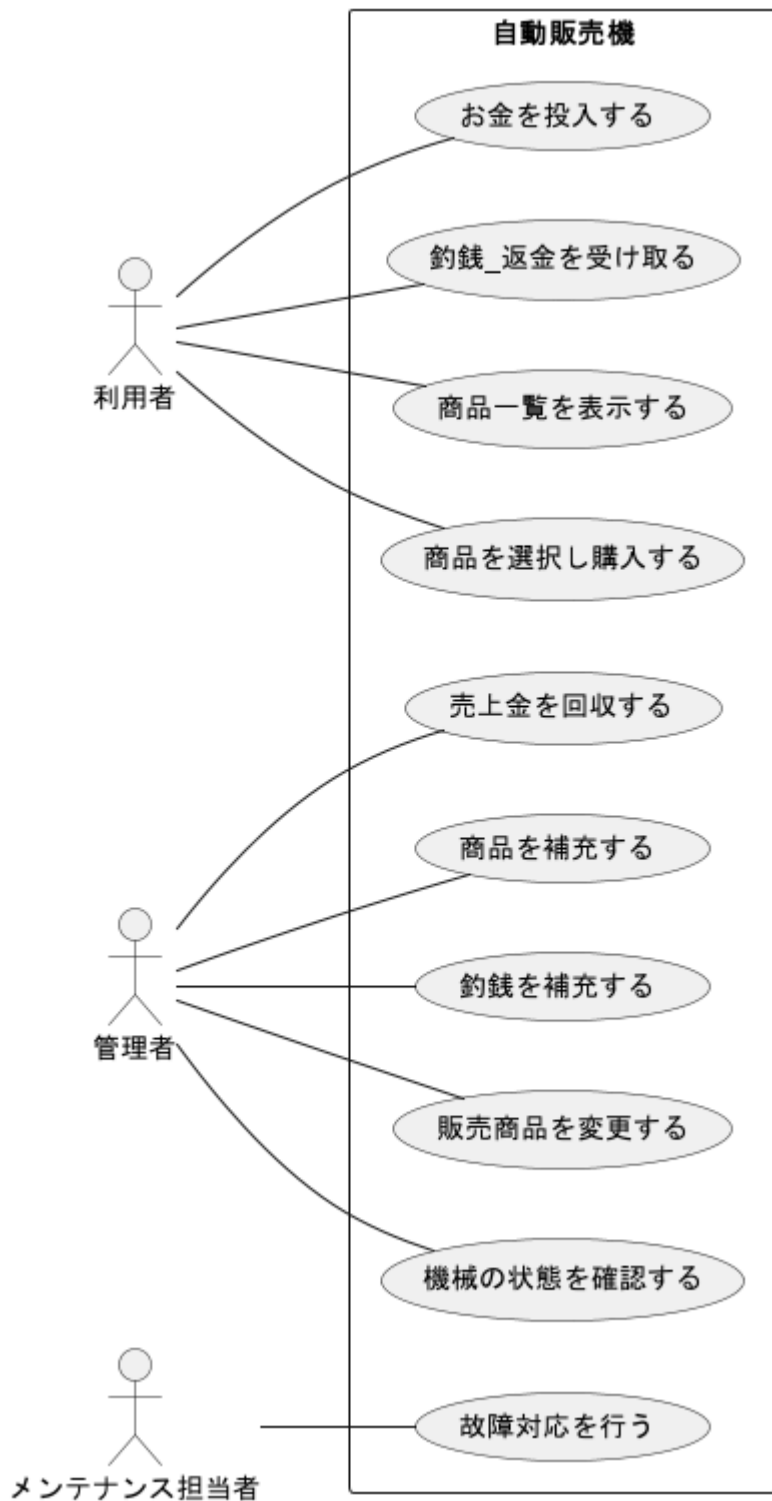 自動販売機
お金を投入する
釣銭_返金を受け取る
利用者
商品一覧を表示する
商品を選択し購入する
売上金を回収する
商品を補充する
釣銭を補充する
管理者
販売商品を変更する
機械の状態を確認する
故障対応を行う
メンテナンス担当者